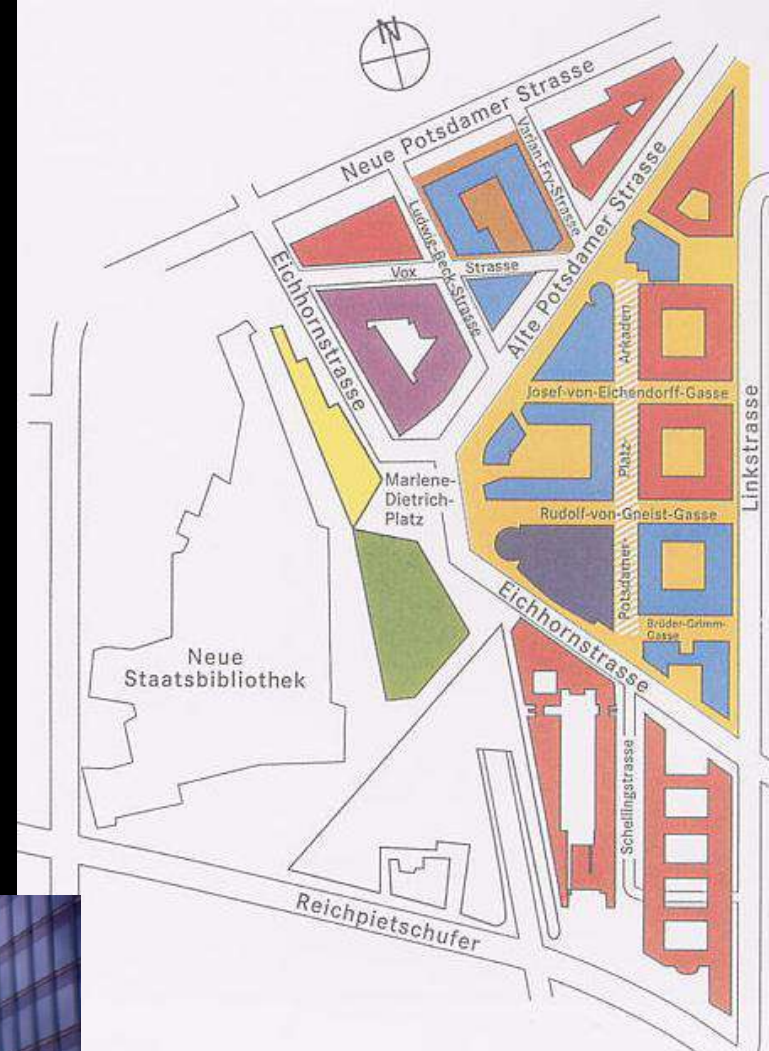 N
Neue Potsdamer Strasse
Varian-Fry-Strasse
Ludwig-Beck-Strasse
Vox Strasse
Eichhornstrasse
Alte Potsdamer Strasse
Potsdamer-Platz-Arkaden
Josef-von-Eichendorff-Gasse
Linkstrasse
Marlene-
Dietrich-
Platz
Rudolf-von-Gneist-Gasse
Eichhornstrasse
Brüder-Grimm-
Gasse
Neue
Staatsbibliothek
Schellingstrasse
Reichpietschufer